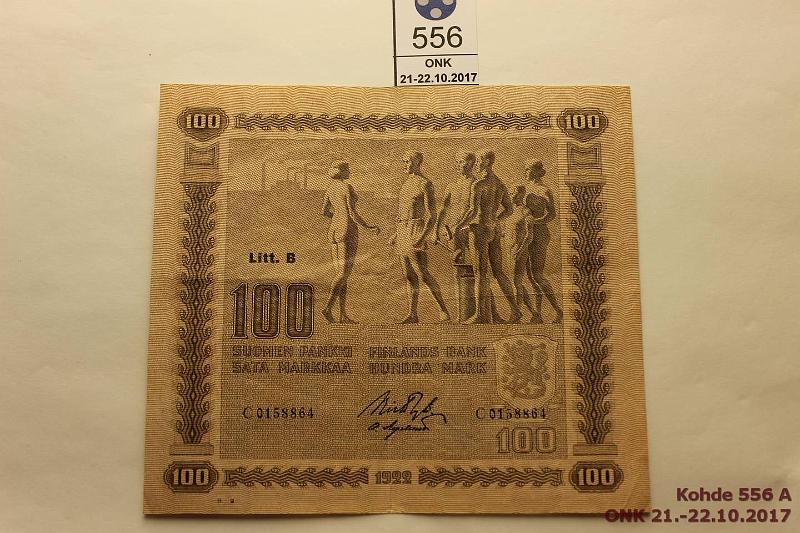 556
ONK
21-22.10.2017
100 100
Litt. B
100
SUOMEN PANKKI FINLANDS BANK
SATA MARKKAA HUNDRA MARK
C 0158864 C 0158864
100
100 1922 100
Kohde 556 A
ONK 21.-22.10.2017